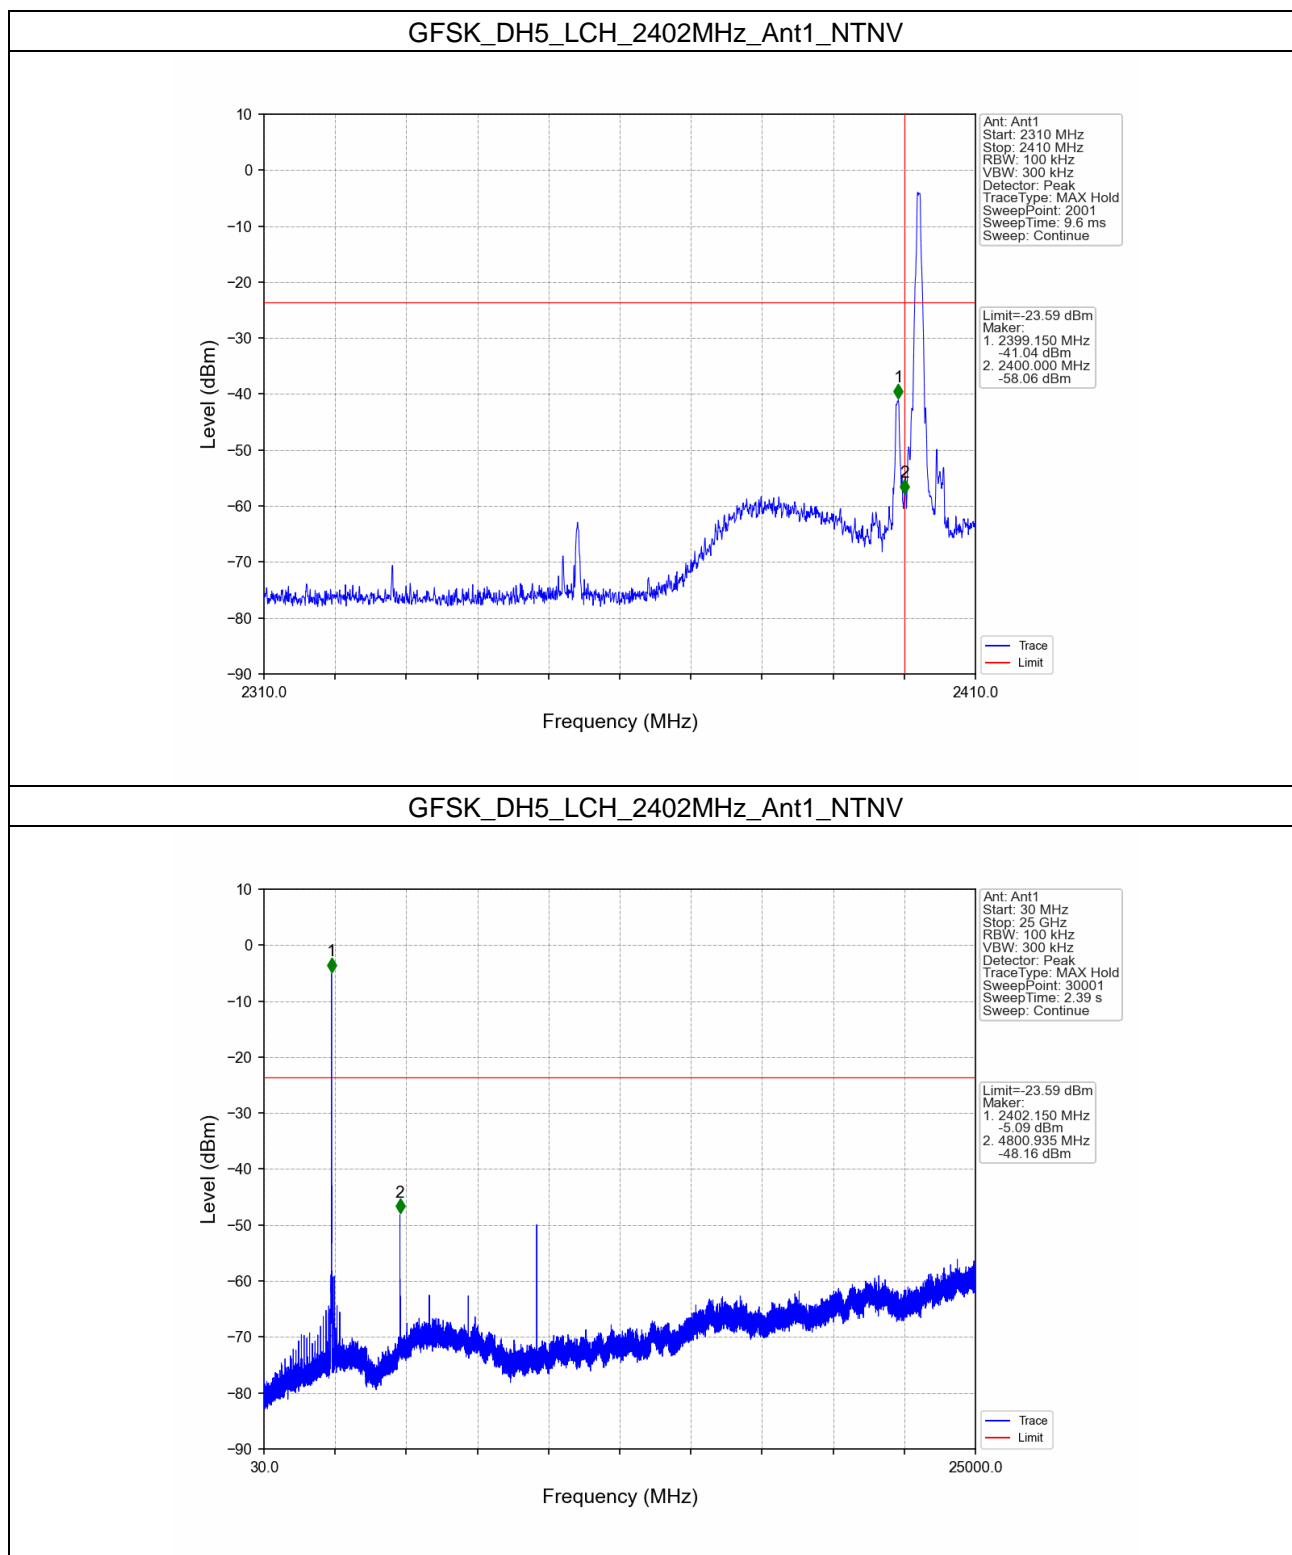 GFSK_DH5_LCH_2402MHz_Ant1_NTNV
10
0
−10
−20
−30
−40
−50
−60
−70
−80
−90
Level (dBm)
2310.0
2410.0
Frequency (MHz)
1
2
Ant: Ant1
Start: 2310 MHz
Stop: 2410 MHz
RBW: 100 kHz
VBW: 300 kHz
Detector: Peak
TraceType: MAX Hold
SweepPoint: 2001
SweepTime: 9.6 ms
Sweep: Continue
Limit=-23.59 dBm
Maker:
1. 2399.150 MHz
-41.04 dBm
2. 2400.000 MHz
-58.06 dBm
Trace
Limit
GFSK_DH5_LCH_2402MHz_Ant1_NTNV
10
0
−10
−20
−30
−40
−50
−60
−70
−80
−90
Level (dBm)
30.0
25000.0
Frequency (MHz)
1
2
Ant: Ant1
Start: 30 MHz
Stop: 25 GHz
RBW: 100 kHz
VBW: 300 kHz
Detector: Peak
TraceType: MAX Hold
SweepPoint: 30001
SweepTime: 2.39 s
Sweep: Continue
Limit=-23.59 dBm
Maker:
1. 2402.150 MHz
-5.09 dBm
2. 4800.935 MHz
-48.16 dBm
Trace
Limit